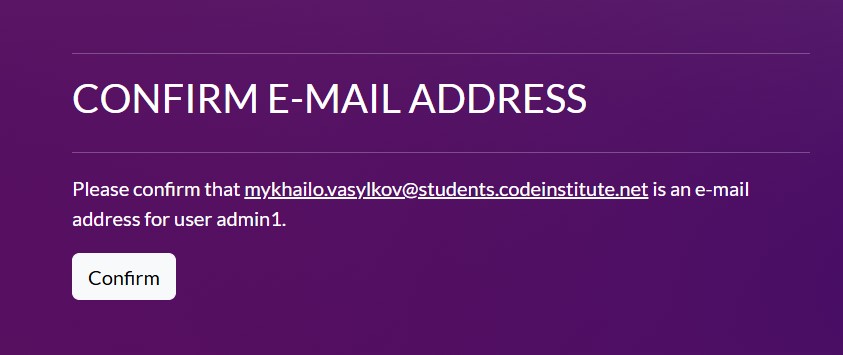 CONFIRM E-MAIL ADDRESS
Please confirm that mykhailo.vasylkov@students.codeinstitute.net is an e-mail
address for user admin1.
Confirm